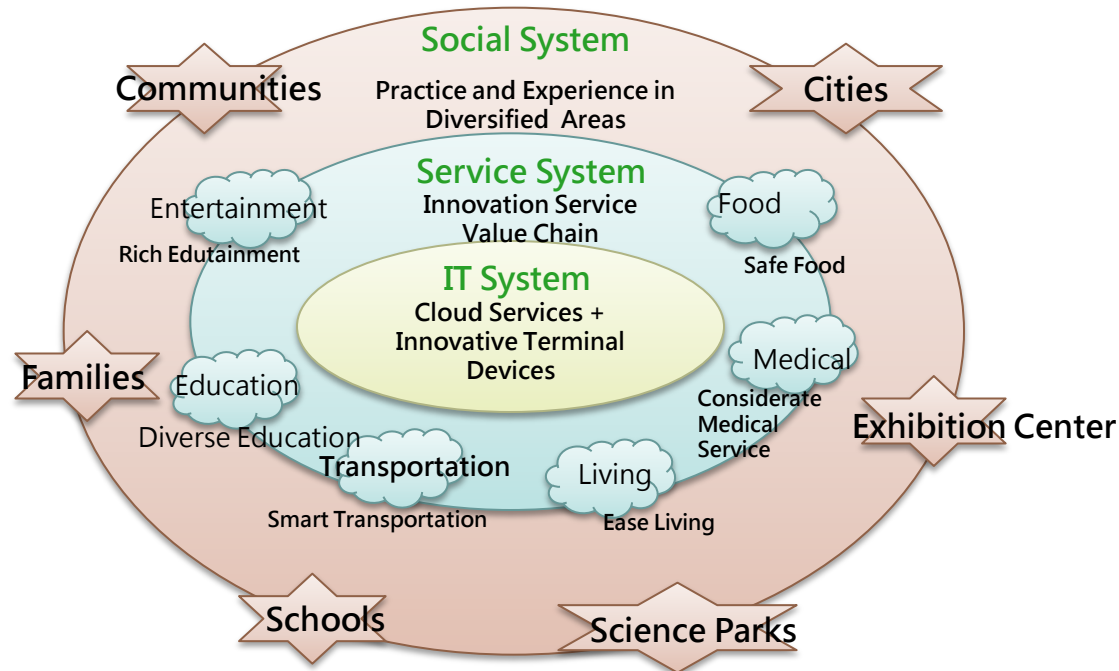 Social System
Communities
Cities
Practice and Experience in
Diversified Areas
Service System
Innovation Service
Value Chain
Entertainment
Rich Edutainment
Food
Safe Food
IT System
Cloud Services +
Innovative Terminal
Devices
Families
Education
Diverse Education
Medical
Considerate
Medical
Service
Exhibition Center
Transportation
Smart Transportation
Living
Ease Living
Schools
Science Parks